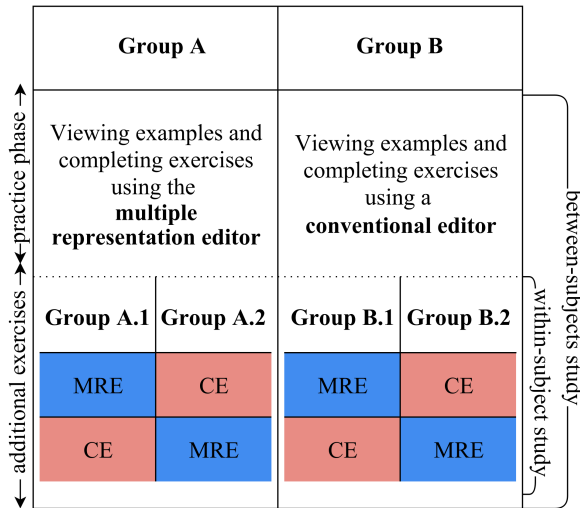 Group A
Group B
practice phase
Viewing examples and
completing exercises
using the
multiple
representation editor
Viewing examples and
completing exercises
using a
conventional editor
additional exercises
Group A.1
Group A.2
Group B.1
Group B.2
MRE
CE
MRE
CE
CE
MRE
CE
MRE
within-subject study
between-subjects study